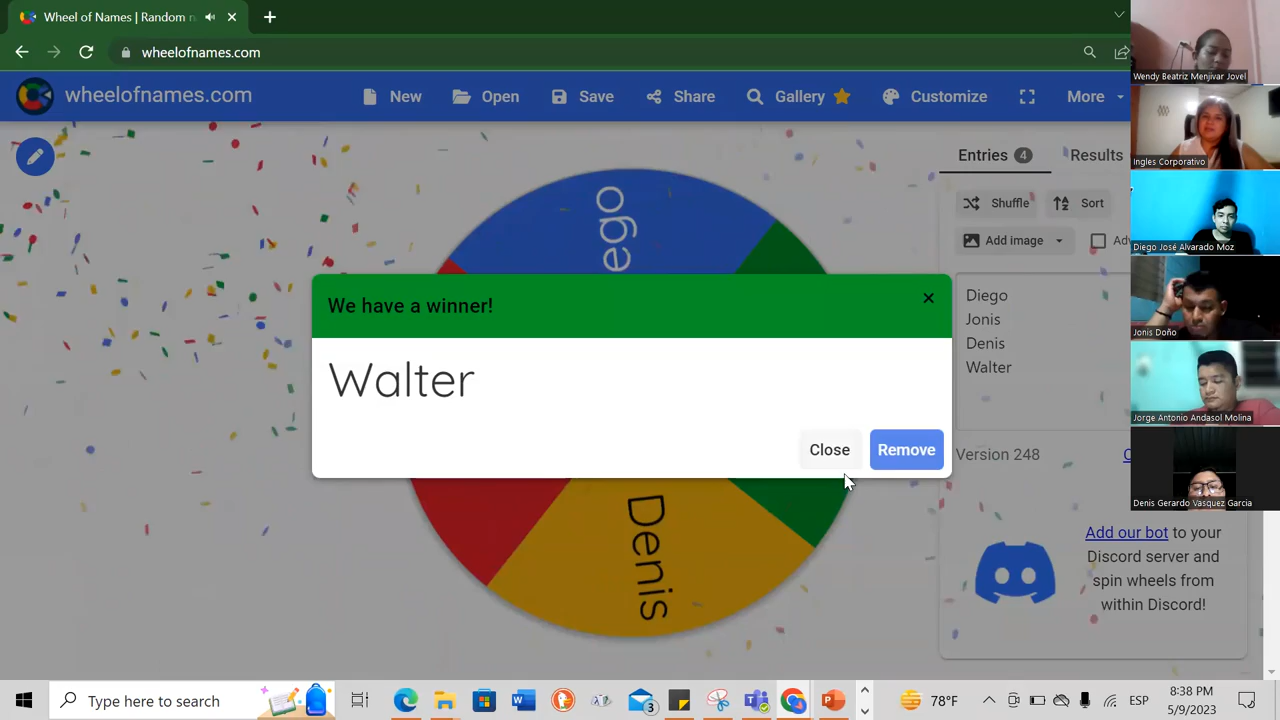 Wheel of Names | Random n
wheelofnames.com
wheelofnames.com
New
Open
Save
Share
Gallery
Customize
More
Entries 4
Results
Shuffle
Sort
Add image
Adv
Diego
Jonis
Denis
Walter
ogo
Denis
We have a winner!
Walter
Close
Remove
Version 248
Add our bot to your
Discord server and
spin wheels from
within Discord!
Wendy Beatriz Menjivar Jovel
Ingles Corporativo
Diego José Alvarado Moz
Jonis Doño
Jorge Antonio Andasol Molina
Denis Gerardo Vasquez Garcia
Type here to search
3
78°F
ESP
8:38 PM
5/9/2023